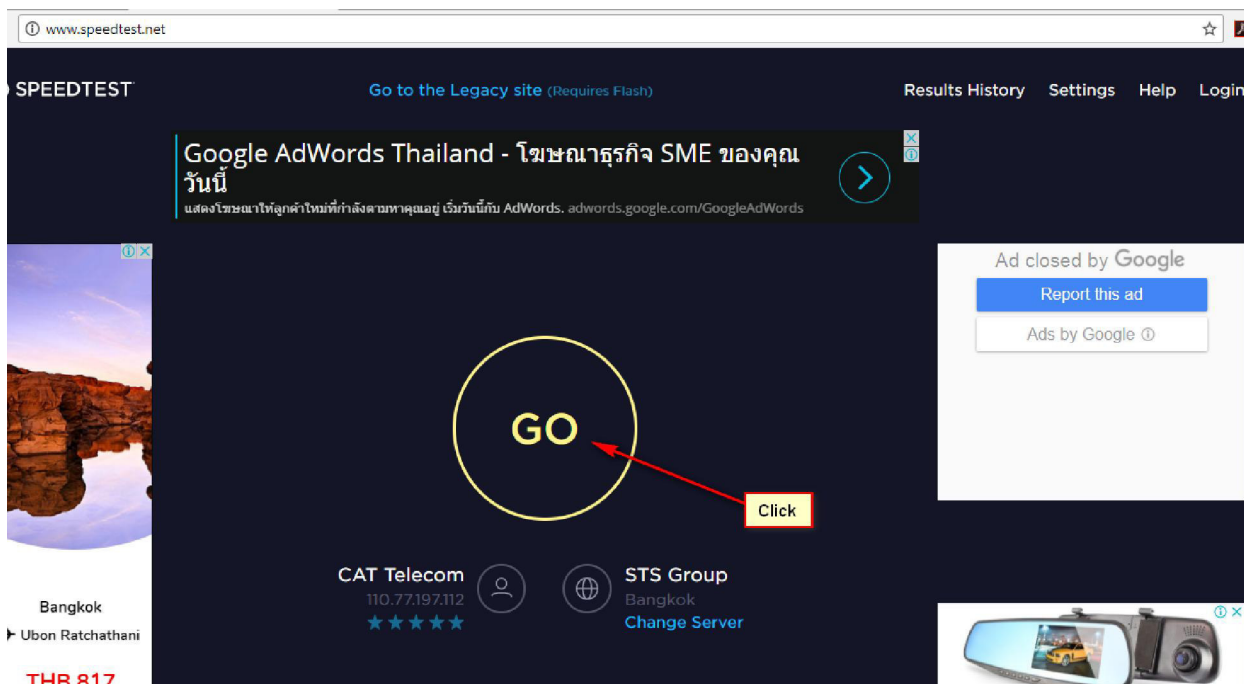 www.speedtest.net
SPEEDTEST
Go to the Legacy site (Requires Flash)
Results History Settings Help Login
Google AdWords Thailand - โฆษณาธุรกิจ SME ของคุณ
วันนี้
แสดงโฆษณาให้ลูกค้าใหม่ที่กำลังตามหาคุณอยู่ เริ่มวันนี้กับ AdWords. adwords.google.com/GoogleAdWords
Ad closed by Google
Report this ad
Ads by Google
GO
Click
CAT Telecom
110.77.197.112
STS Group
Bangkok
Change Server
Bangkok
Ubon Ratchathani
THB 817